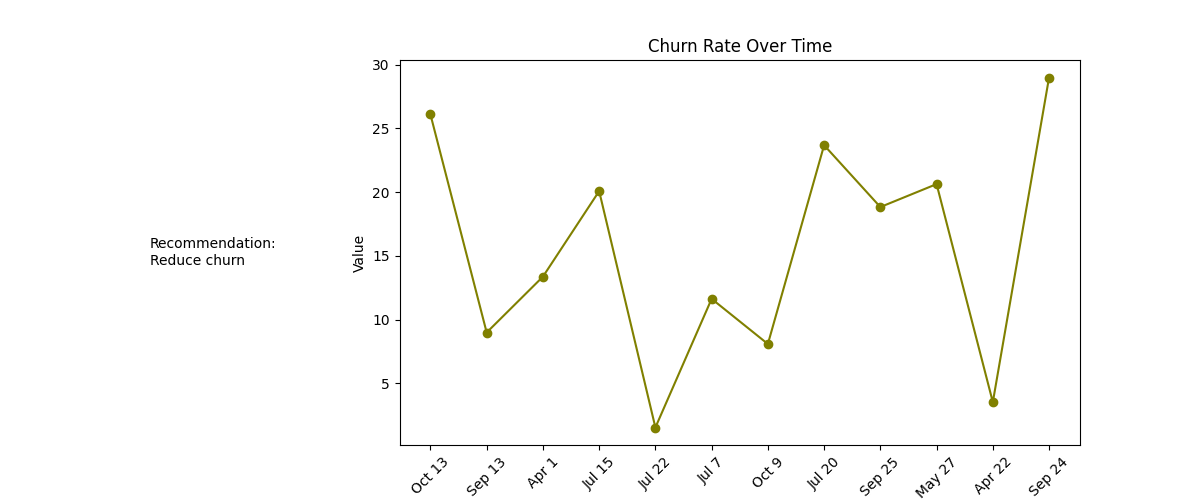 Churn Rate Over Time
Recommendation:
Reduce churn
Value
30
25
20
15
10
5
Oct 13
Sep 13
Apr 1
Jul 15
Jul 22
Jul 7
Oct 9
Jul 20
Sep 25
May 27
Apr 22
Sep 24